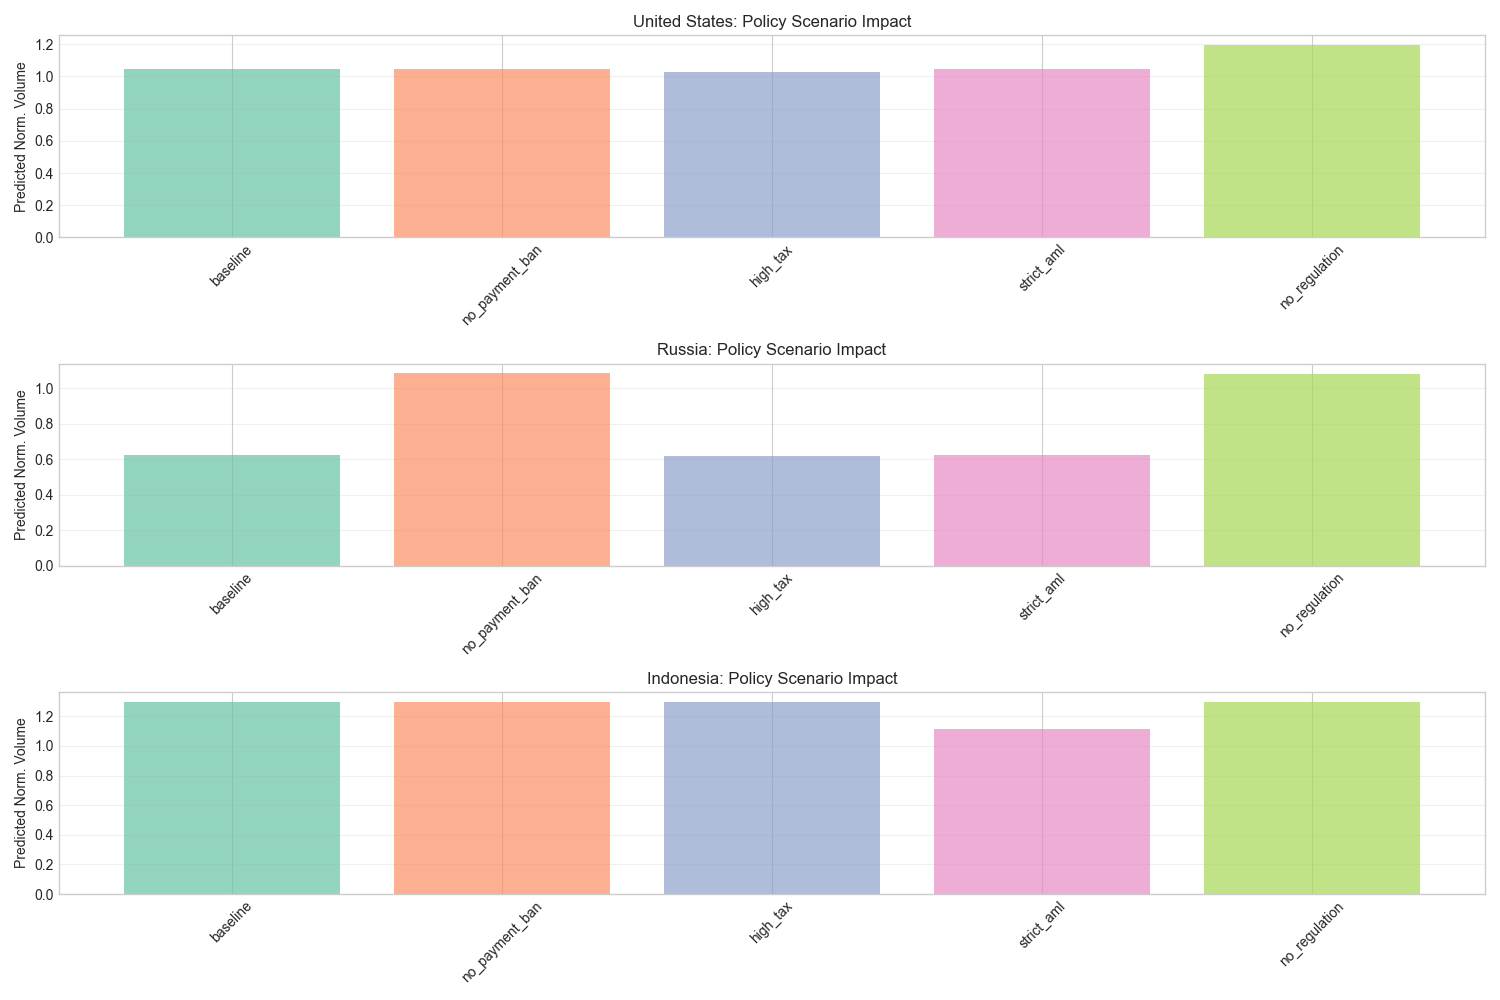 United States: Policy Scenario Impact
Predicted Norm. Volume
1.2
1.0
0.8
0.6
0.4
0.2
0.0
baseline
no_payment_ban
high_tax
strict_aml
no_regulation
Russia: Policy Scenario Impact
Predicted Norm. Volume
1.0
0.8
0.6
0.4
0.2
0.0
baseline
no_payment_ban
high_tax
strict_aml
no_regulation
Indonesia: Policy Scenario Impact
Predicted Norm. Volume
1.2
1.0
0.8
0.6
0.4
0.2
0.0
baseline
no_payment_ban
high_tax
strict_aml
no_regulation